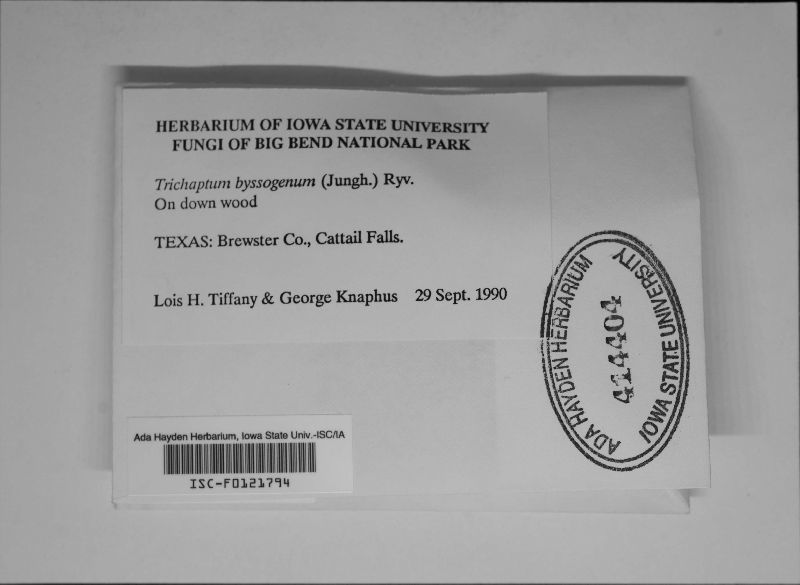 HERBARIUM OF IOWA STATE UNIVERSITY
FUNGI OF BIG BEND NATIONAL PARK
Trichaptum byssogenum (Jungh.) Ryv.
On down wood
TEXAS: Brewster Co., Cattail Falls.
Lois H. Tiffany & George Knaphus 29 Sept. 1990
ADA HAYDEN HERBARIUM
414404
IOWA STATE UNIVERSITY
Ada Hayden Herbarium, Iowa State Univ.-ISC/IA
ISC-F0121794